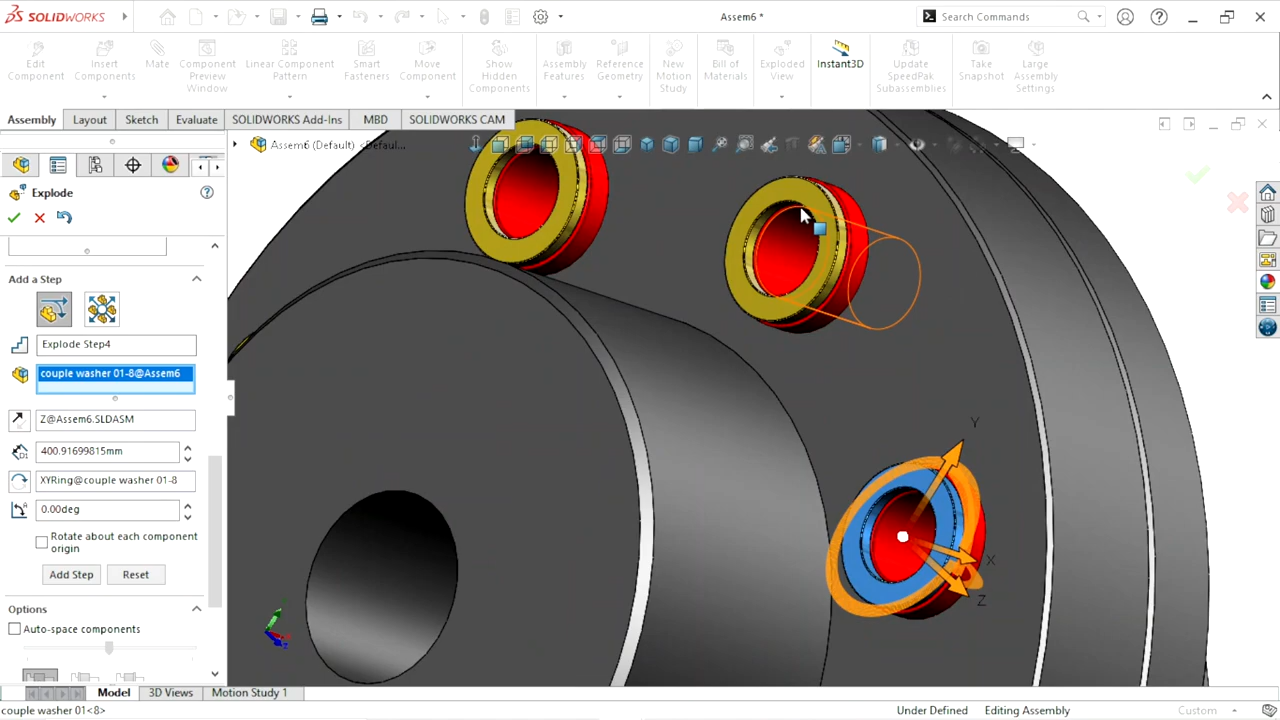 SOLIDWORKS
Assem6 *
Search Commands
Edit Component
Insert Components
Mate
Component Preview Window
Linear Component Pattern
Smart Fasteners
Move Component
Show Hidden Components
Assembly Features
Reference Geometry
New Motion Study
Bill of Materials
Exploded View
Instant3D
Update SpeedPak Subassemblies
Take Snapshot
Large Assembly Settings
Assembly
Layout
Sketch
Evaluate
SOLIDWORKS Add-Ins
MBD
SOLIDWORKS CAM
Assem6 (Default) <Defaul...
Explode
Add a Step
Explode Step4
couple washer 01-8@Assem6
Z@Assem6.SLDASM
400.91699815mm
XYRing@couple washer 01-8
0.00deg
Rotate about each component
origin
Add Step
Reset
Options
Auto-space components
Y
X
Z
Model
3D Views
Motion Study 1
couple washer 01<8>
Under Defined
Editing Assembly
Custom